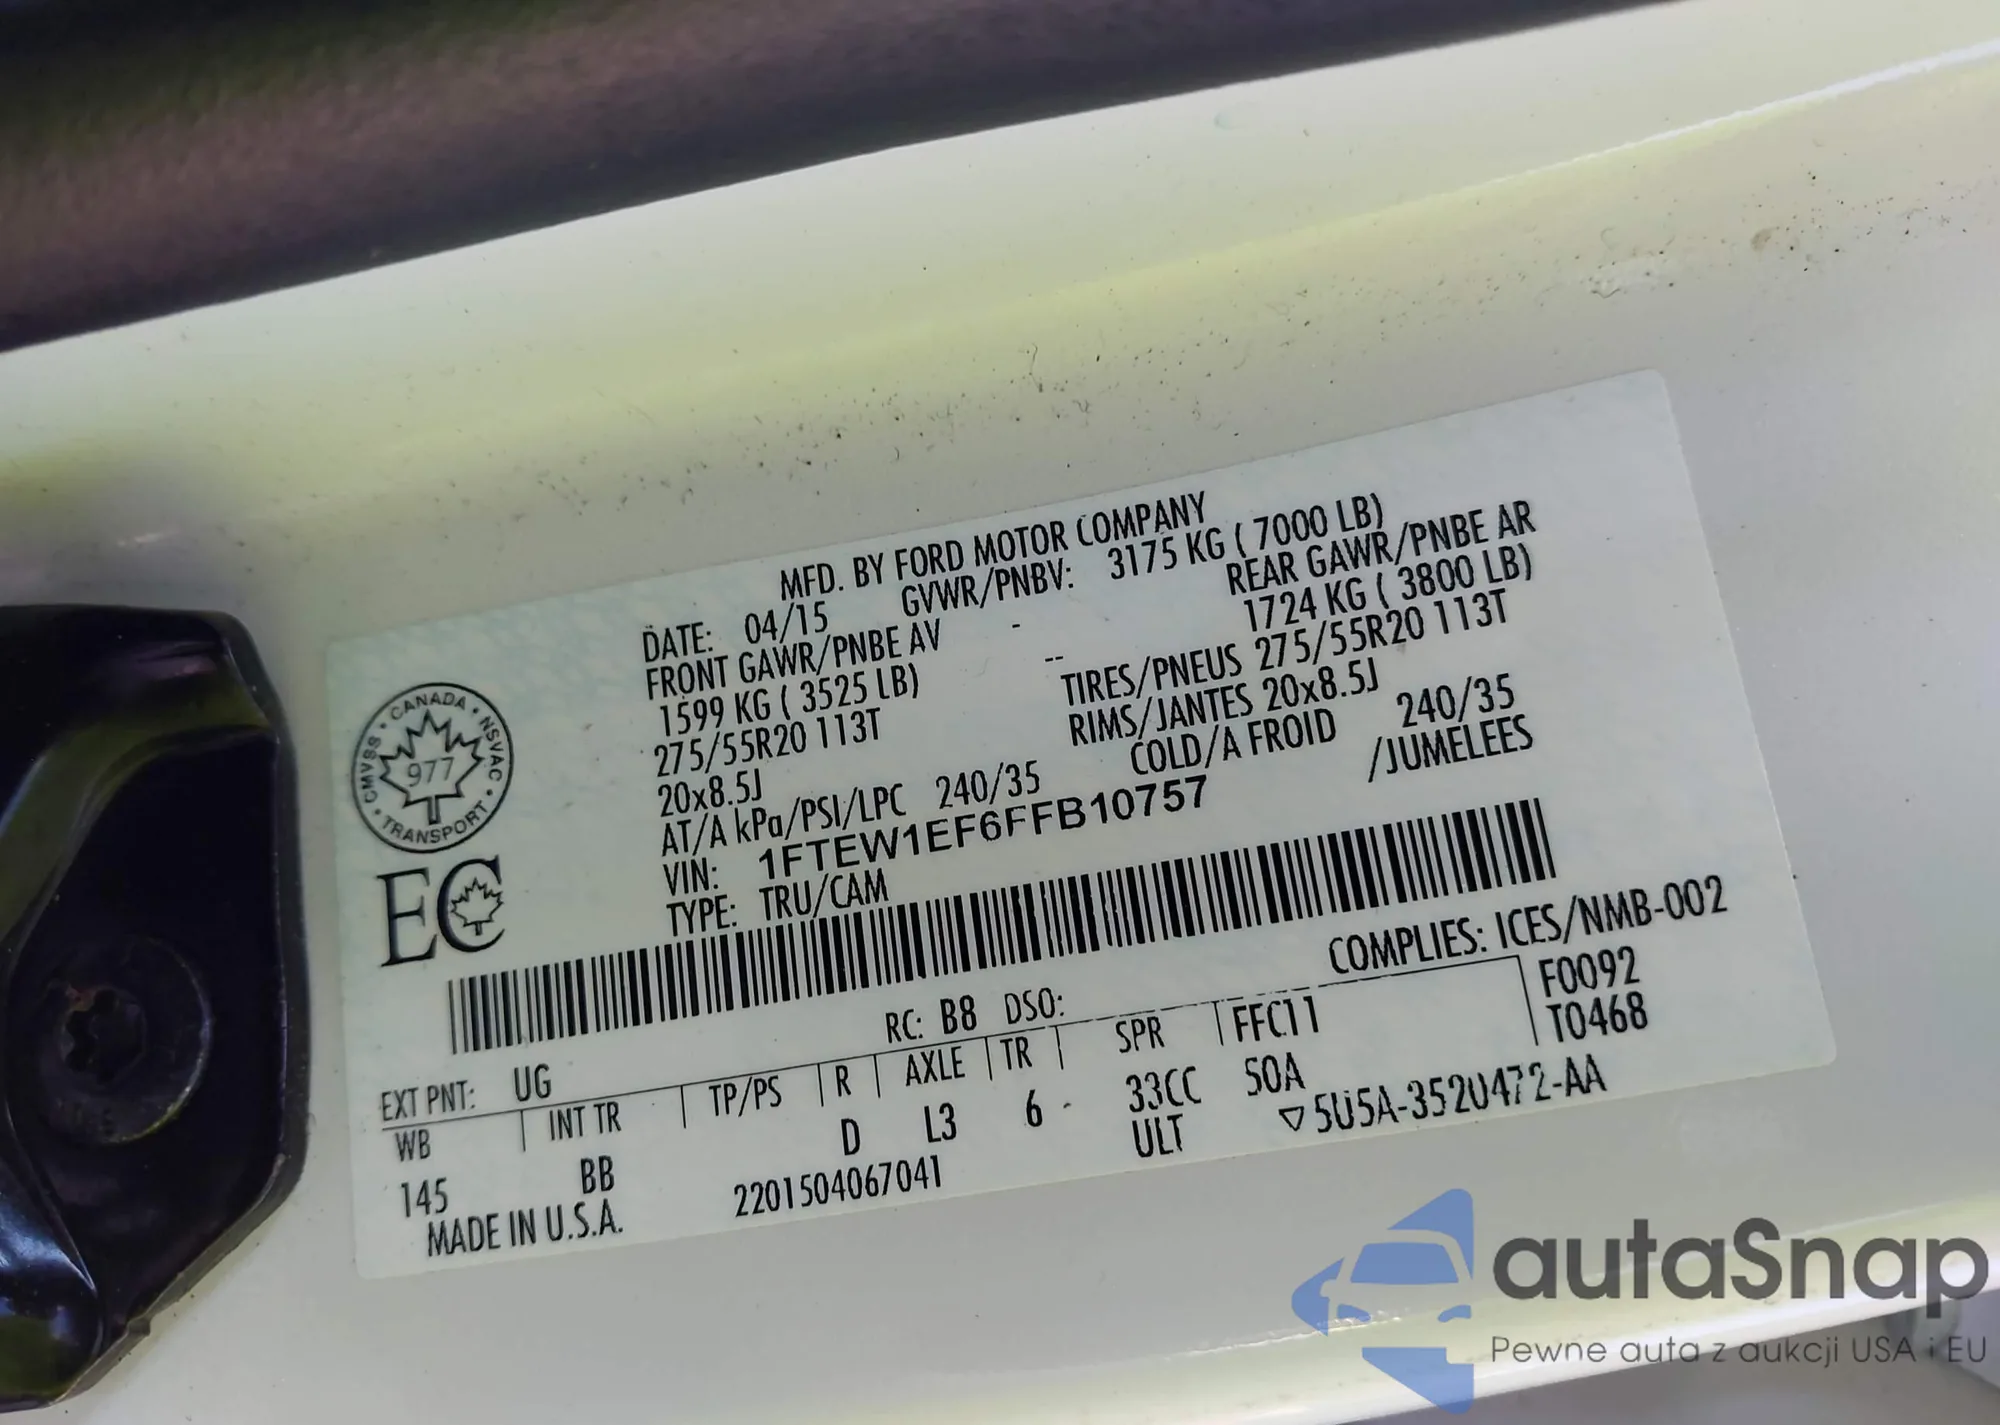 MFD. BY FORD MOTOR COMPANY
DATE: 04/15 GVWR/PNBV: 3175 KG ( 7000 LB)
FRONT GAWR/PNBE AV - REAR GAWR/PNBE AR
1599 KG ( 3525 LB) -- 1724 KG ( 3800 LB)
275/55R20 113T TIRES/PNEUS 275/55R20 113T
20x8.5J RIMS/JANTES 20x8.5J
AT/A kPa/PSI/LPC 240/35 COLD/A FROID 240/35
VIN: 1FTEW1EF6FFB10757 /JUMELEES
TYPE: TRU/CAM
CANADA · NSVAC · TRANSPORT · CMVSS ·
977
EC
COMPLIES: ICES/NMB-002
RC: B8 DSO: F0092
EXT PNT: UG FFC11 T0468
WB INT TR TP/PS R AXLE TR SPR 50A
145 BB D L3 6 - 33CC
MADE IN U.S.A. 2201504067041 ULT 5U5A-3520472-AA
autaSnap
Pewne auta z aukcji USA i EU